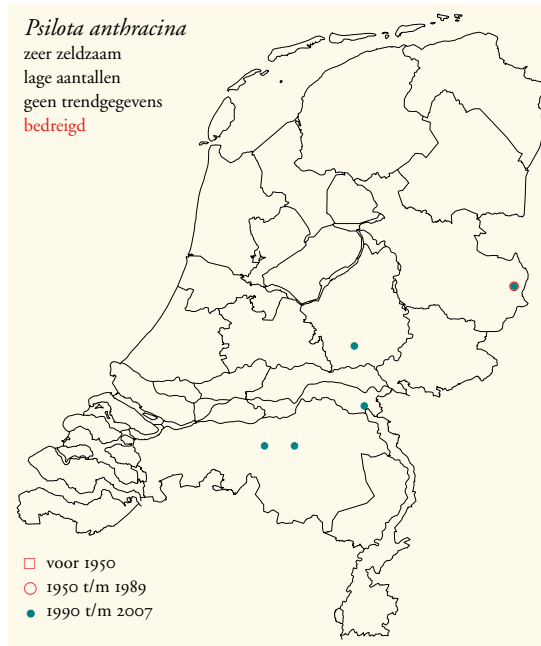 Psilota anthracina
zeer zeldzaam
lage aantallen
geen trendgegevens
bedreigd
voor 1950
1950 t/m 1989
1990 t/m 2007